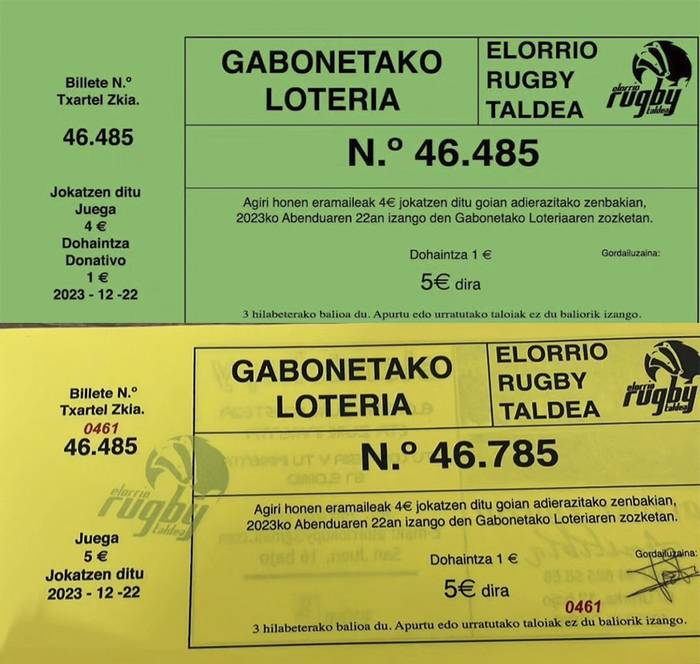 Billete N.º
Txartel Zkia.
46.485
Jokatzen ditu
Juega
4 €
Dohaintza
Donativo
1 €
2023 - 12 -22
GABONETAKO
LOTERIA
ELORRIO
RUGBY
TALDEA
elorrio
rugby
taldea
N.º 46.485
Agiri honen eramaileak 4€ jokatzen ditu goian adierazitako zenbakian,
2023ko Abenduaren 22an izango den Gabonetako Loteriaaren zozketan.
Dohaintza 1 €
Gordailuzaina:
5€ dira
3 hilabeterako balioa du. Apurtu edo urratutako taloiak ez du baliorik izango.
Billete N.º
Txartel Zkia.
0461
46.485
elorrio
rugby
taldea
Juega
5 €
Jokatzen ditu
2023 - 12 -22
GABONETAKO
LOTERIA
ELORRIO
RUGBY
TALDEA
elorrio
rugby
taldea
N.º 46.785
Agiri honen eramaileak 4€ jokatzen ditu goian adierazitako zenbakian,
2023ko Abenduaren 22an izango den Gabonetako Loteriaren zozketan.
Dohaintza 1 €
Gordailuzaina:
5€ dira
0461
3 hilabeterako balioa du. Apurtu edo urratutako taloiak ez du baliorik izango.